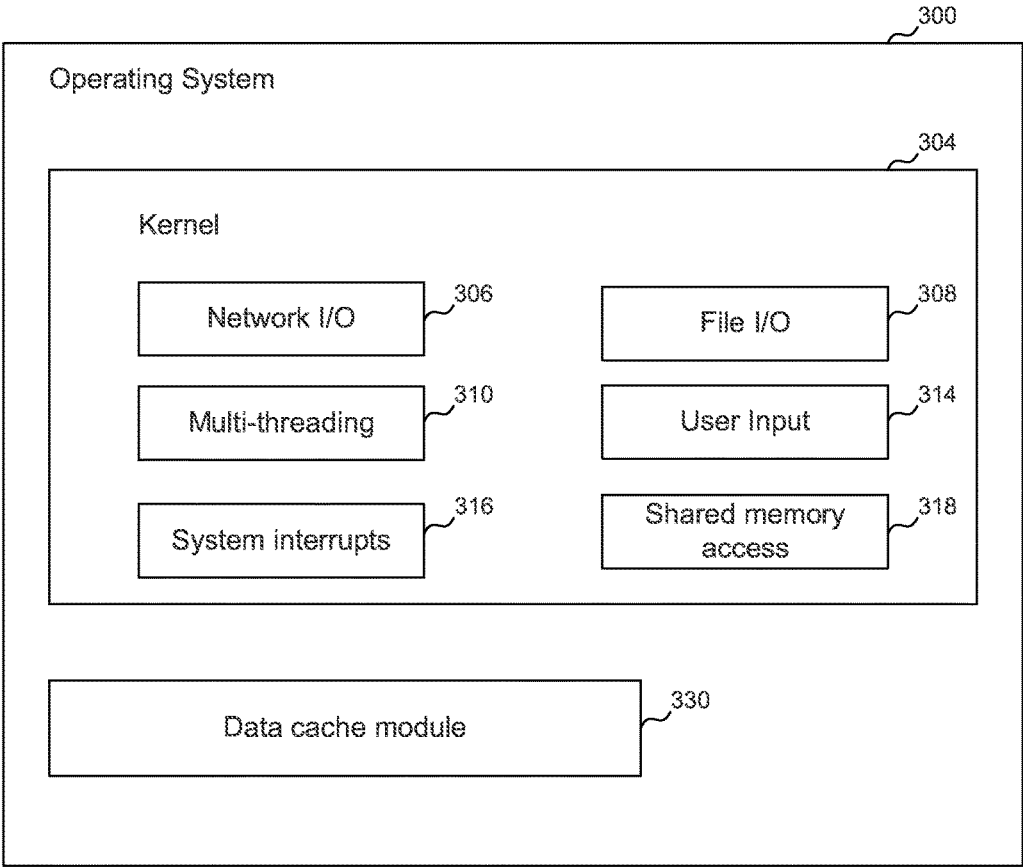 300
Operating System
304
Kernel
Network I/O
306
File I/O
308
Multi-threading
310
User Input
314
System interrupts
316
Shared memory
access
318
Data cache module
330